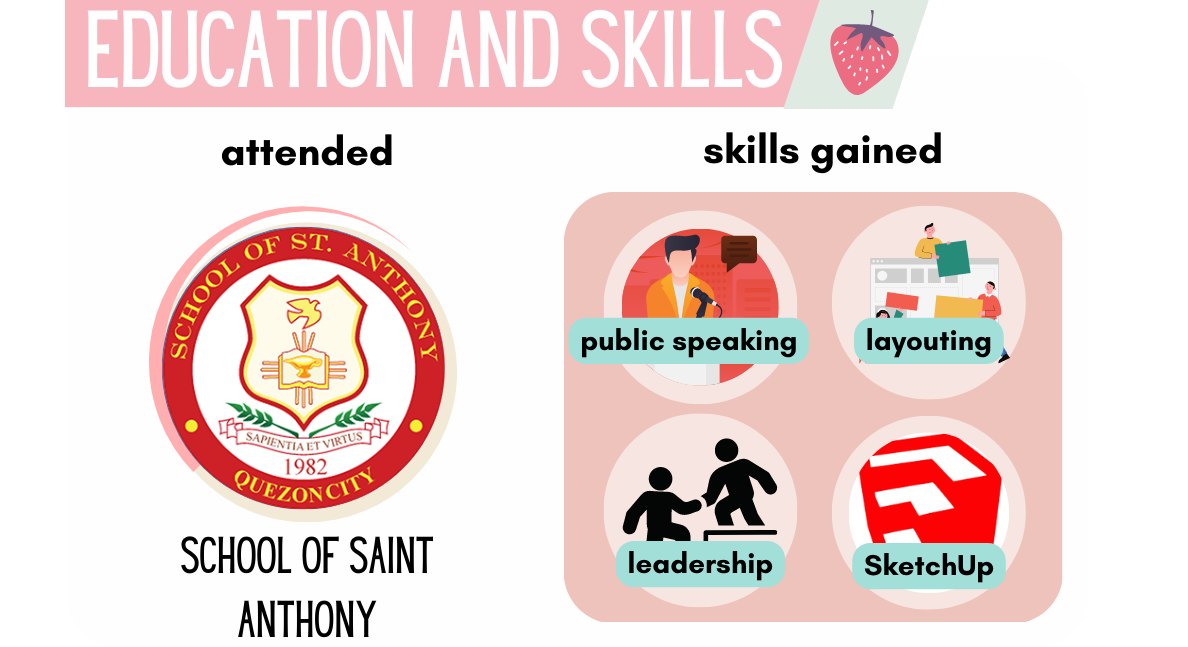 EDUCATION AND SKILLS
attended
SCHOOL OF ST. ANTHONY
SAPIENTIA ET VIRTUS
1982
QUEZON CITY
SCHOOL OF SAINT
ANTHONY
skills gained
public speaking
layouting
leadership
SketchUp